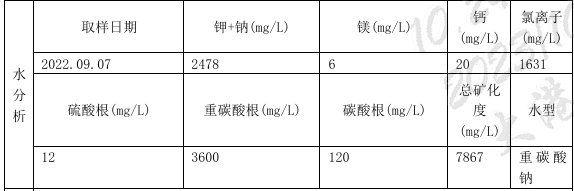 水分析
取样日期 钾+钠(mg/L) 镁(mg/L) 钙(mg/L) 氯离子(mg/L)
2022.09.07 2478 6 20 1631
硫酸根(mg/L) 重碳酸根(mg/L) 碳酸根(mg/L) 总矿化度(mg/L) 水型
12 3600 120 7867 重碳酸钠